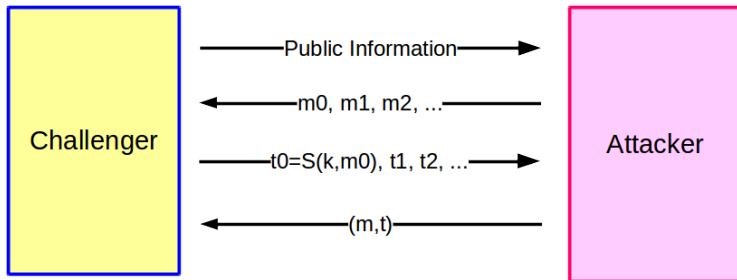 Public Information
m0, m1, m2, ...
Challenger
Attacker
t0=S(k,m0), t1, t2, ...
(m,t)